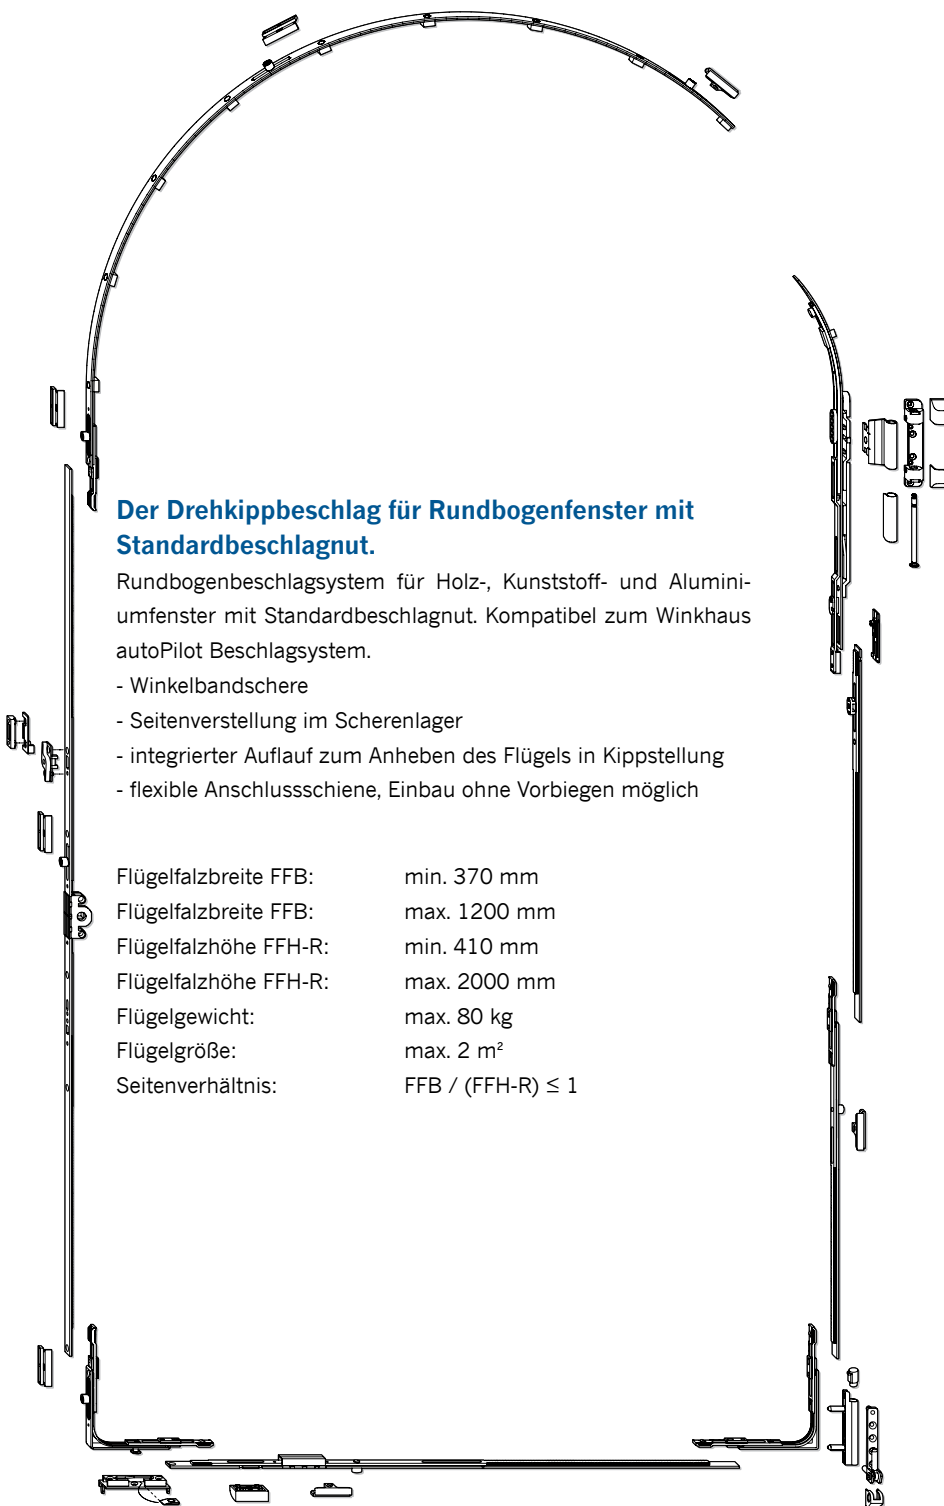 Der Drehkippbeschlag für Rundbogenfenster mit
Standardbeschlagnut.
Rundbogenbeschlagsystem für Holz-, Kunststoff- und Alumini-
umfenster mit Standardbeschlagnut. Kompatibel zum Winkhaus
autoPilot Beschlagsystem.
- Winkelbandschere
- Seitenverstellung im Scherenlager
- integrierter Auflauf zum Anheben des Flügels in Kippstellung
- flexible Anschlussschiene, Einbau ohne Vorbiegen möglich
Flügelfalzbreite FFB: min. 370 mm
Flügelfalzbreite FFB: max. 1200 mm
Flügelfalzhöhe FFH-R: min. 410 mm
Flügelfalzhöhe FFH-R: max. 2000 mm
Flügelgewicht: max. 80 kg
Flügelgröße: max. 2 m²
Seitenverhältnis: FFB / (FFH-R) ≤ 1